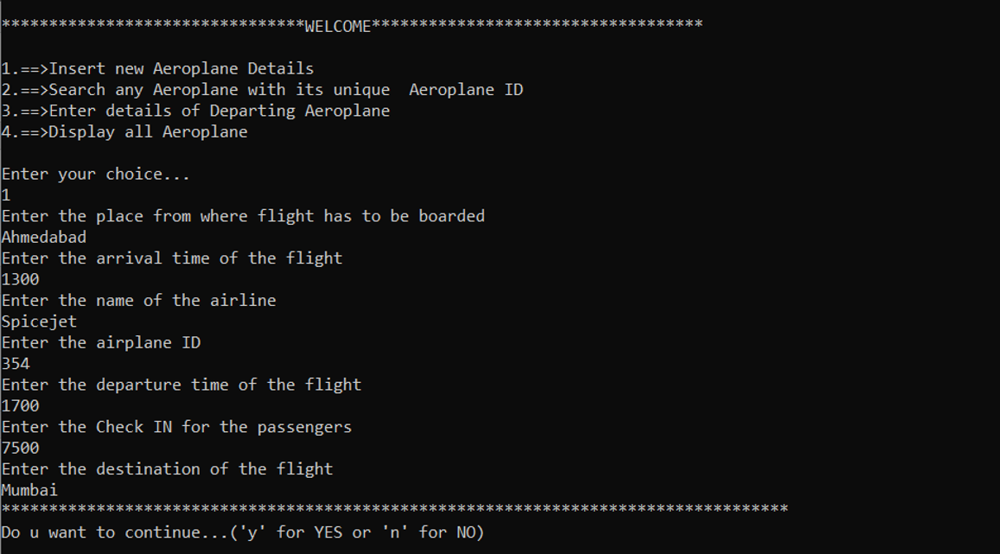 ********************************WELCOME***********************************
1.==>Insert new Aeroplane Details
2.==>Search any Aeroplane with its unique  Aeroplane ID
3.==>Enter details of Departing Aeroplane
4.==>Display all Aeroplane
Enter your choice...
1
Enter the place from where flight has to be boarded
Ahmedabad
Enter the arrival time of the flight
1300
Enter the name of the airline
Spicejet
Enter the airplane ID
354
Enter the departure time of the flight
1700
Enter the Check IN for the passengers
7500
Enter the destination of the flight
Mumbai
***********************************************************************************
Do u want to continue...('y' for YES or 'n' for NO)